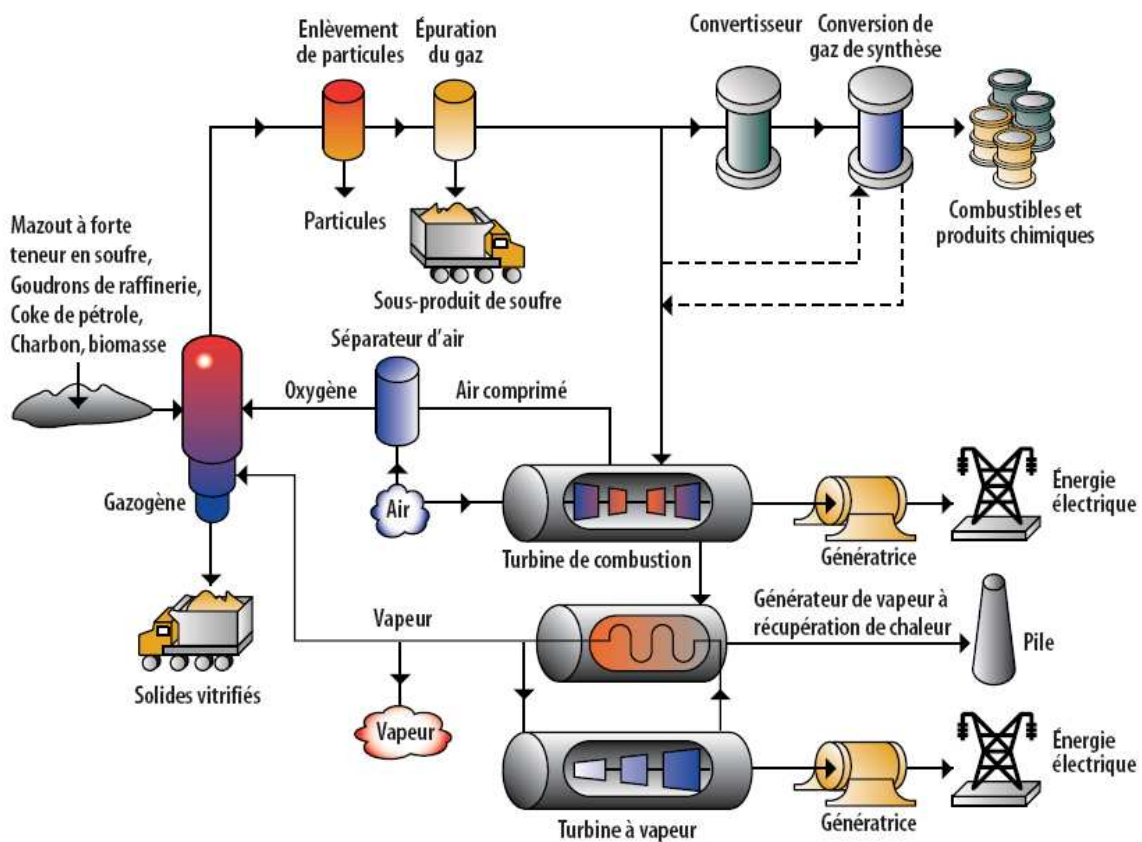 Enlèvement
de particules
Épuration
du gaz
Convertisseur
Conversion de
gaz de synthèse
Particules
Sous-produit de soufre
Combustibles et
produits chimiques
Mazout à forte
teneur en soufre,
Goudrons de raffinerie,
Coke de pétrole,
Charbon, biomasse
Séparateur d'air
Oxygène
Air comprimé
Gazogène
Air
Turbine de combustion
Génératrice
Énergie
électrique
Solides vitrifiés
Vapeur
Vapeur
Générateur de vapeur à
récupération de chaleur
Pile
Turbine à vapeur
Génératrice
Énergie
électrique